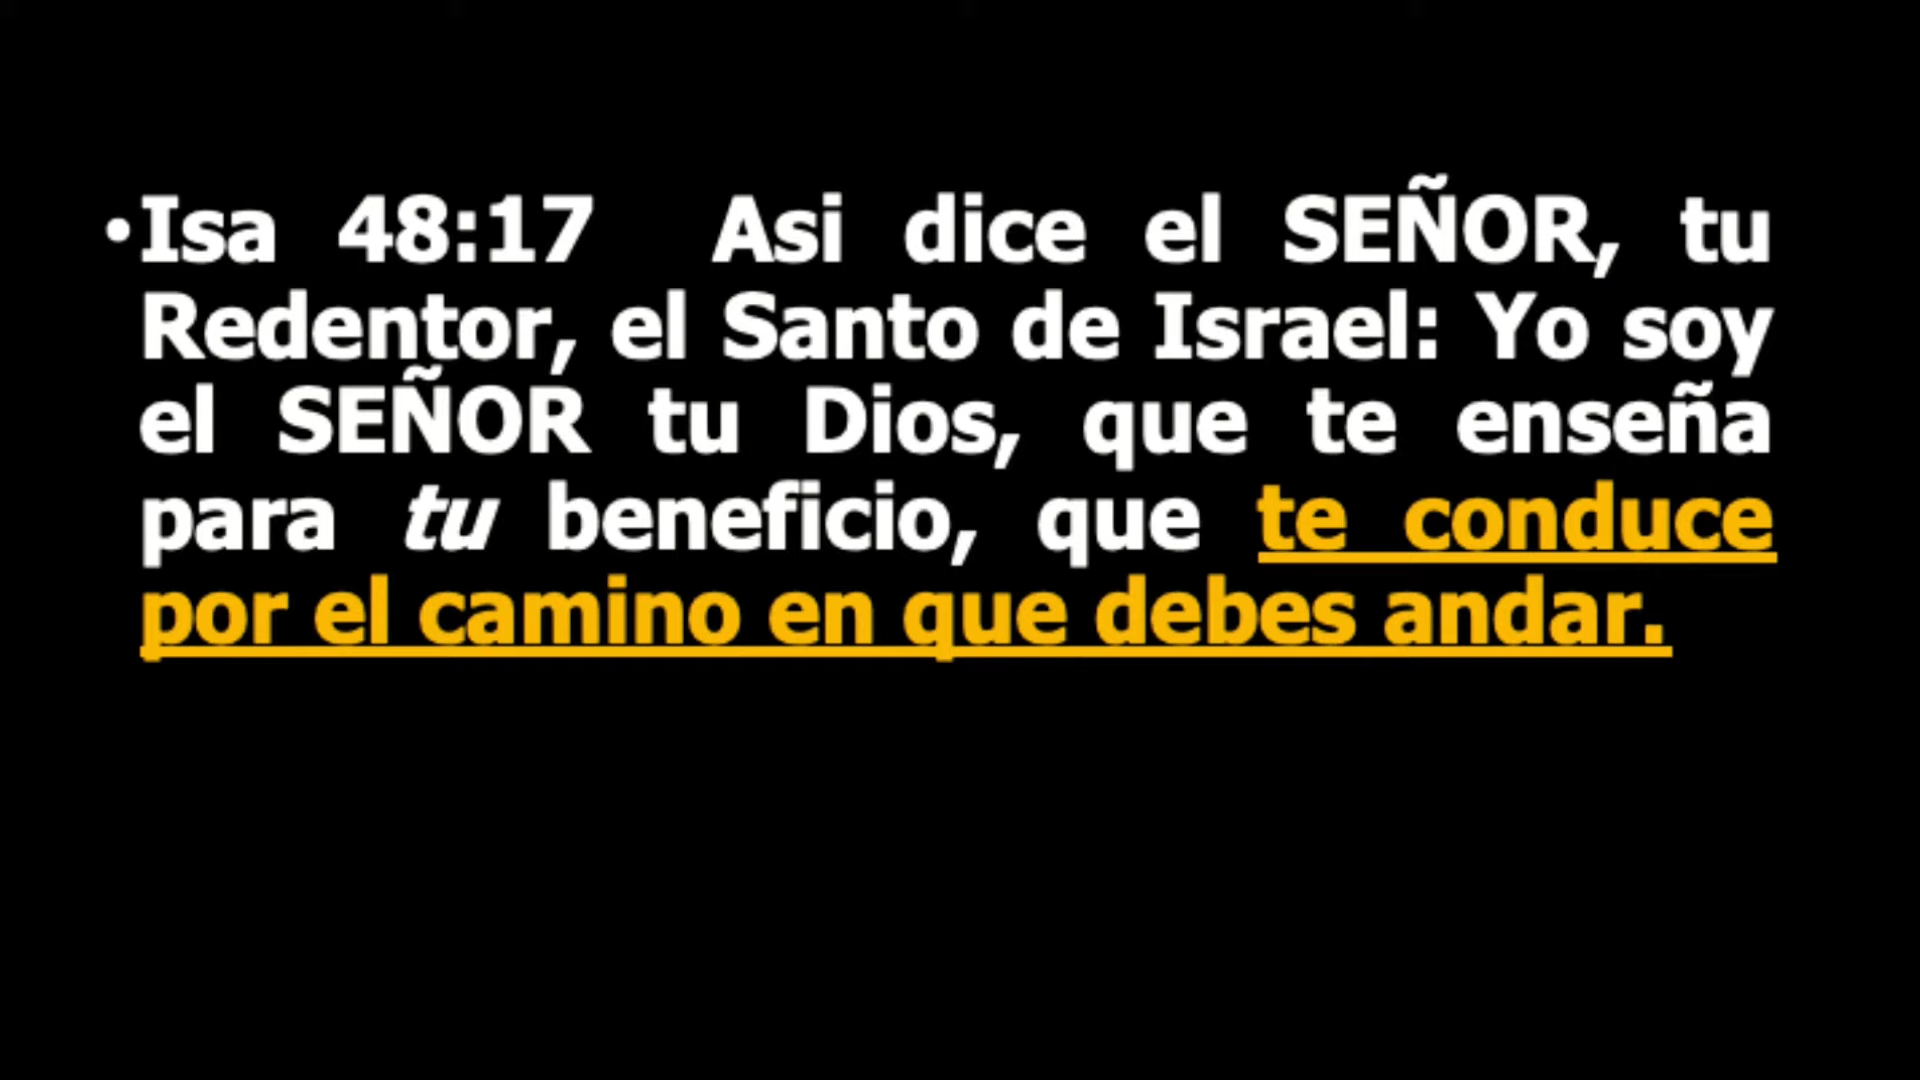 •Isa 48:17 Asi dice el SEÑOR, tu
Redentor, el Santo de Israel: Yo soy
el SEÑOR tu Dios, que te enseña
para tu beneficio, que te conduce
por el camino en que debes andar.